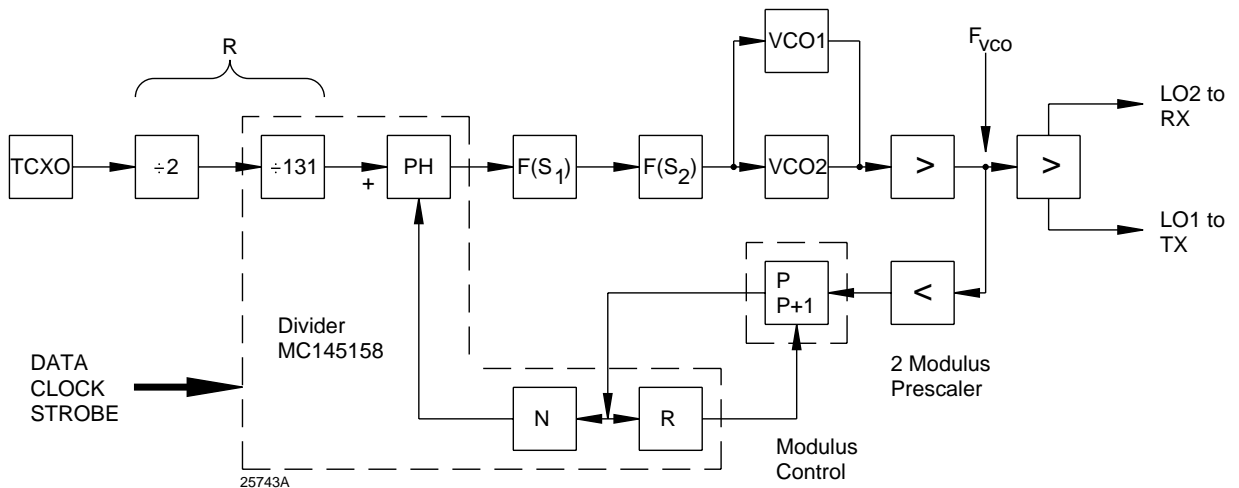 R
F VCO
VCO1
LO2 to
RX
TCXO
÷2
÷131
+
PH
F(S1)
F(S2)
VCO2
>
>
LO1 to
TX
P
P+1
<
Divider
MC145158
2 Modulus
Prescaler
DATA
CLOCK
STROBE
N
R
Modulus
Control
25743A